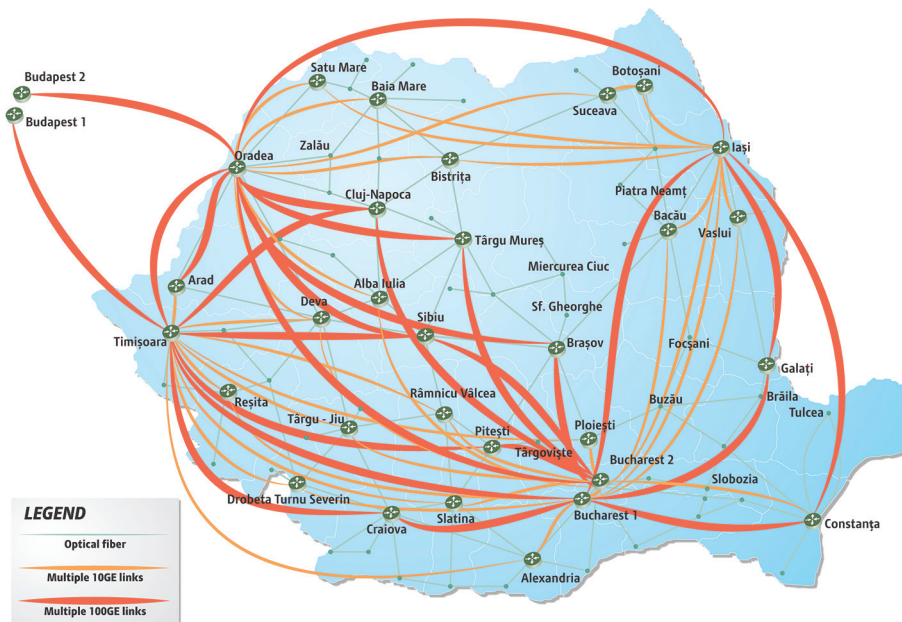 Satu Mare
Botoșani
Budapest 2
Baia Mare
Suceava
Budapest 1
Zalău
Oradea
Iași
Bistrița
Cluj-Napoca
Piatra Neamț
Bacău
Vaslui
Târgu Mureș
Miercurea Ciuc
Arad
Alba Iulia
Deva
Sf. Gheorghe
Sibiu
Timișoara
Brașov
Focșani
Galați
Râmnicu Vâlcea
Buzău
Brăila
Reșița
Tulcea
Târgu - Jiu
Pitești
Ploiești
Târgoviște
Bucharest 2
Slobozia
Drobeta Turnu Severin
Bucharest 1
Slatina
Constanța
Craiova
Alexandria
LEGEND
Optical fiber
Multiple 10GE links
Multiple 100GE links